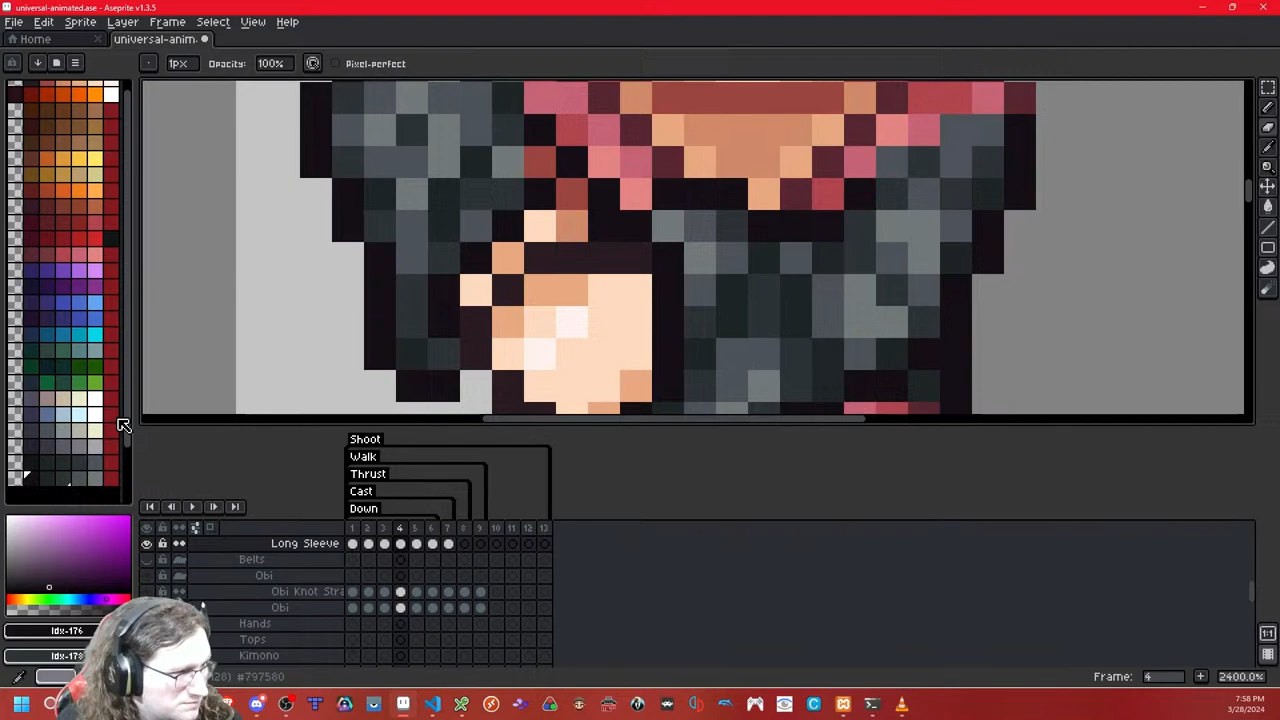 universal-animated.ase - Aseprite v1.3.5
File Edit Sprite Layer Frame Select View Help
Home
universal-anim.
1px Opacity: 100% Pixel-perfect
Shoot
Walk
Thrust
Cast
Down
1 2 3 4 5 6 7 8 9 10 11 12 13
Long Sleeve
Belts
Obi
Obi Knot Stra
Obi
Hands
Tops
Kimono
Idx-176
#797580
Frame: 4 2400.0%
7:58 PM
3/28/2024
1:1